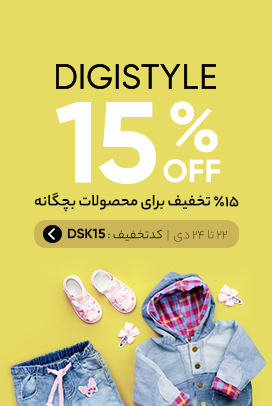 DIGISTYLE
15% OFF
%۱۵ تخفیف برای محصولات بچگانه
۲۲ تا ۲۴ دی | کدتخفیف : DSK15